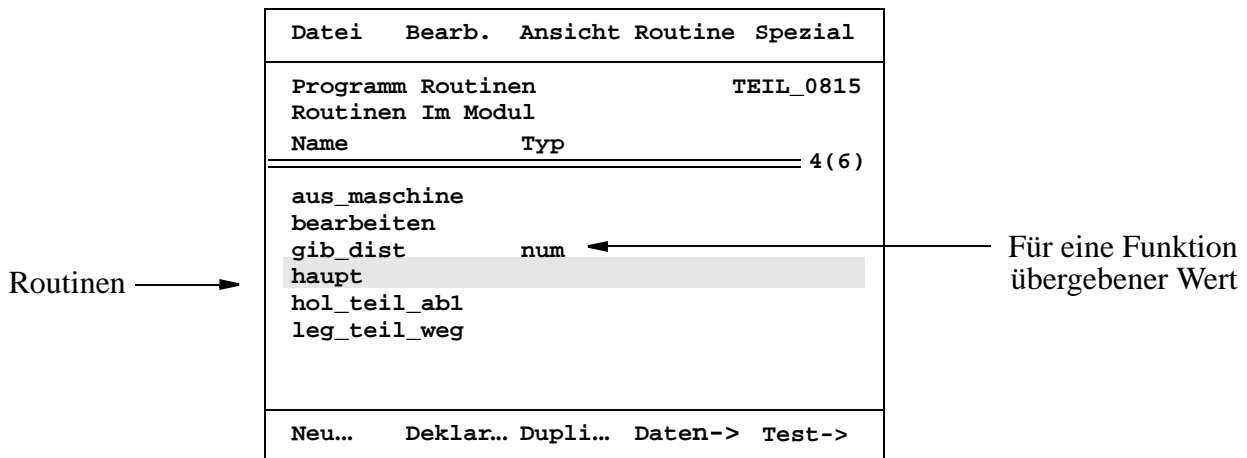 Datei Bearb. Ansicht Routine Spezial
Programm Routinen TEIL_0815
Routinen Im Modul
Name Typ
4(6)
aus_maschine
bearbeiten
gib_dist num
haupt
hol_teil_ab1
leg_teil_weg
Neu… Deklar… Dupli… Daten-> Test->
Routinen
Für eine Funktion
übergebener Wert